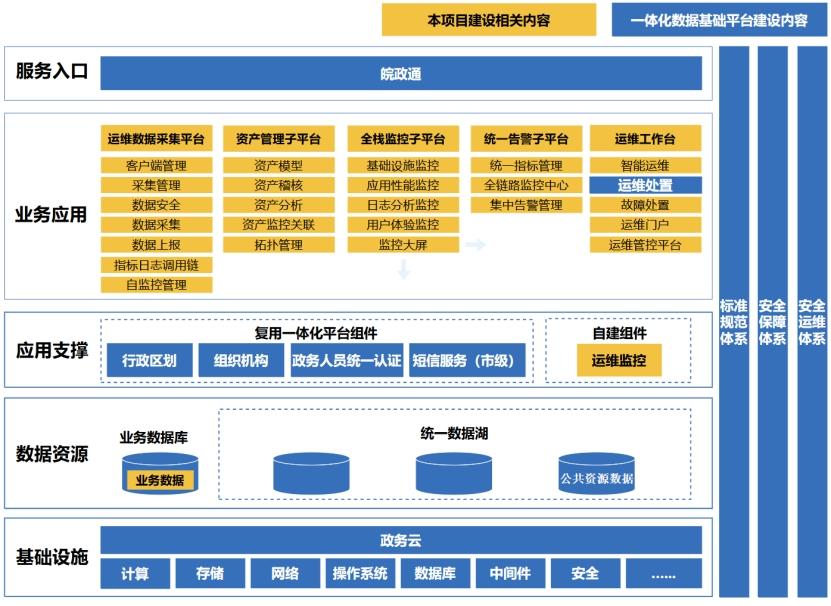 本项目建设相关内容
一体化数据基础平台建设内容
服务入口
皖政通
业务应用
运维数据采集平台
客户端管理
采集管理
数据安全
数据采集
数据上报
指标日志调用链
自监控管理
资产管理子平台
资产模型
资产稽核
资产分析
资产监控关联
拓扑管理
全栈监控子平台
基础设施监控
应用性能监控
日志分析监控
用户体验监控
监控大屏
统一告警子平台
统一指标管理
全链路监控中心
集中告警管理
运维工作台
智能运维
运维处置
故障处置
运维门户
运维管控平台
应用支撑
复用一体化平台组件
行政区划
组织机构
政务人员统一认证
短信服务（市级）
自建组件
运维监控
数据资源
业务数据库
业务数据
统一数据湖
公共资源数据
基础设施
政务云
计算
存储
网络
操作系统
数据库
中间件
安全
......
标准
规范
体系
安全
保障
体系
安全
运维
体系